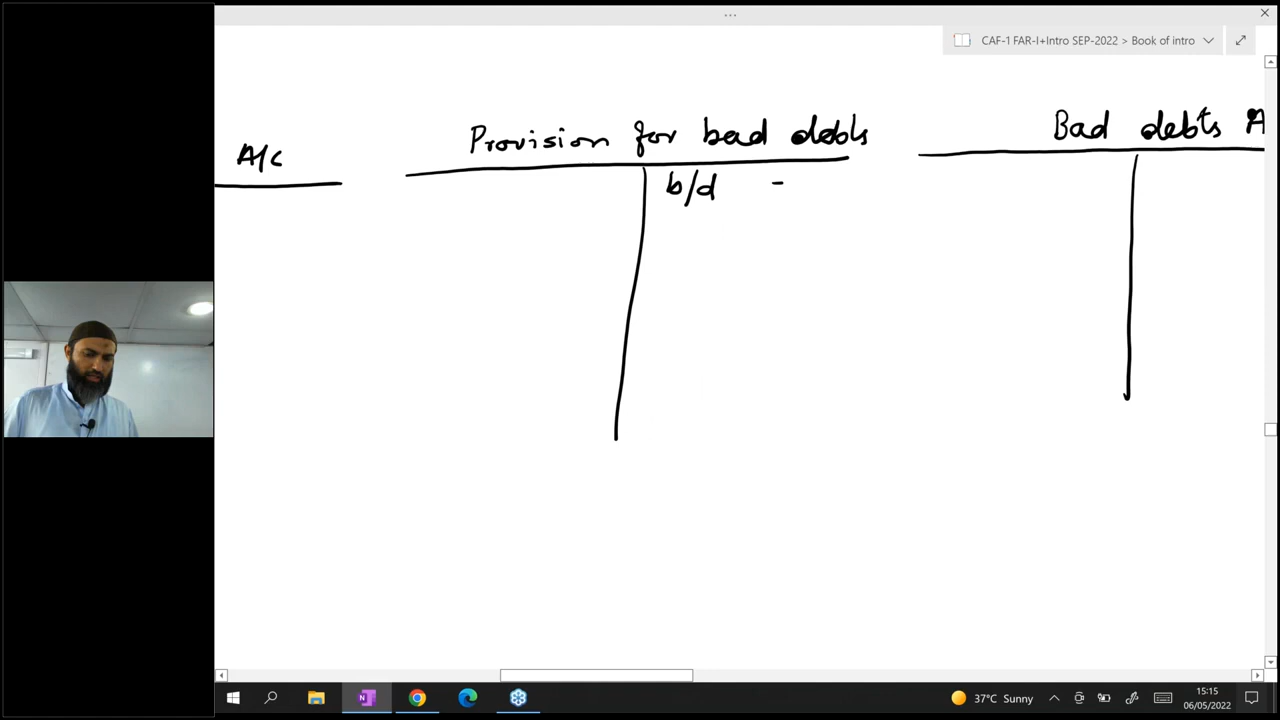 CAF-1 FAR-I+Intro SEP-2022 > Book of intro
A/c
Provision for bad debts
Bad debts A
b/d -
37°C Sunny
15:15
06/05/2022